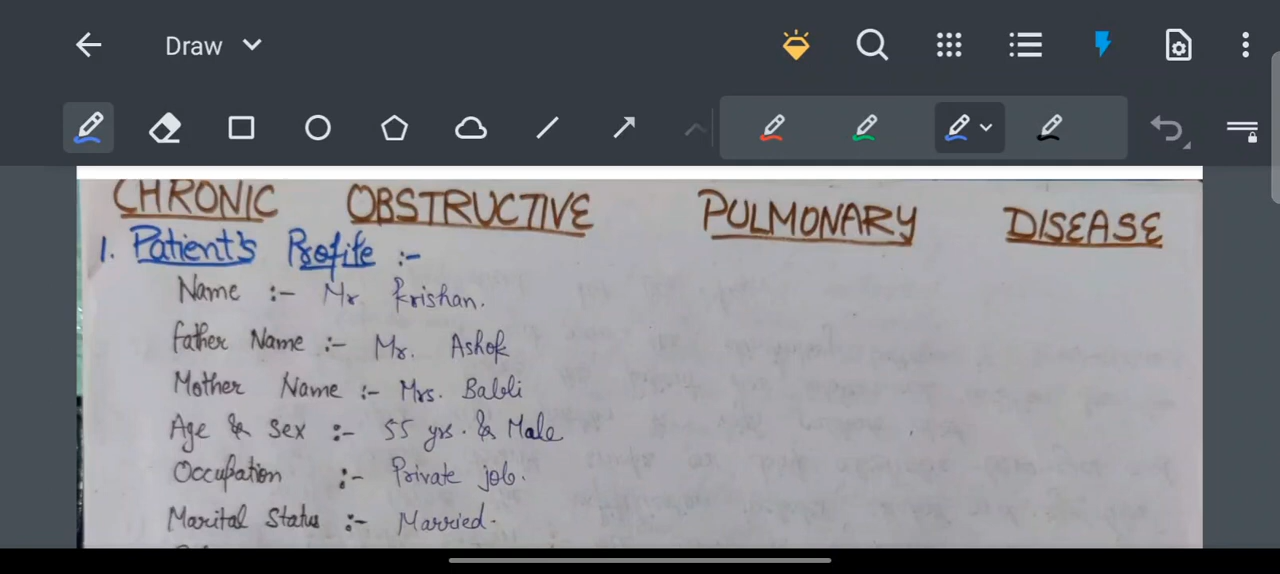 Draw
CHRONIC OBSTRUCTIVE PULMONARY DISEASE
1. Patient's Profile :-
Name :- Mr Krishan.
Father Name :- Mr. Ashok
Mother Name :- Mrs. Babli
Age & Sex :- 55 yrs. & Male
Occupation :- Private job.
Marital Status :- Married.